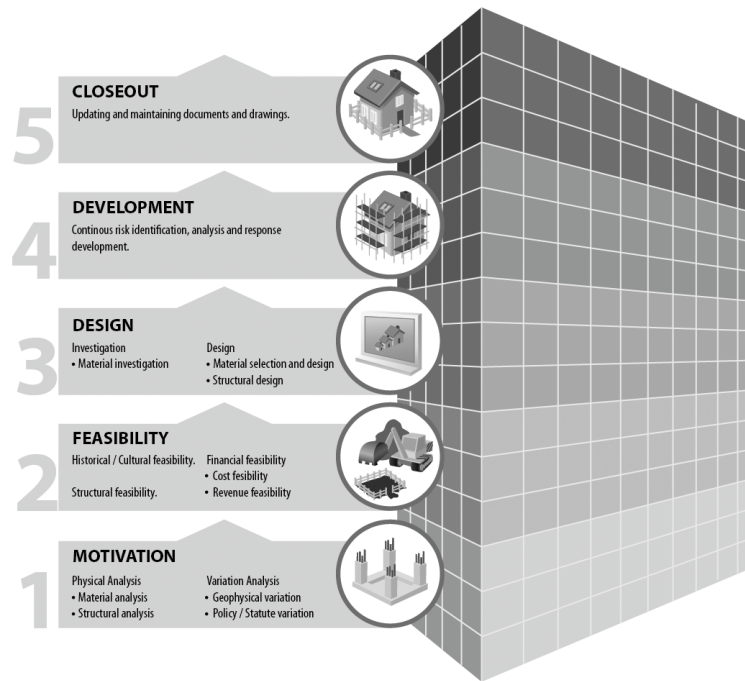 5
CLOSEOUT
Updating and maintaining documents and drawings.
4
DEVELOPMENT
Continous risk identification, analysis and response
development.
3
DESIGN
Investigation
• Material investigation
Design
• Material selection and design
• Structural design
2
FEASIBILITY
Historical / Cultural feasibility.
Structural feasibility.
Financial feasibility
• Cost fesibility
• Revenue feasibility
1
MOTIVATION
Physical Analysis
• Material analysis
• Structural analysis
Variation Analysis
• Geophysical variation
• Policy / Statute variation